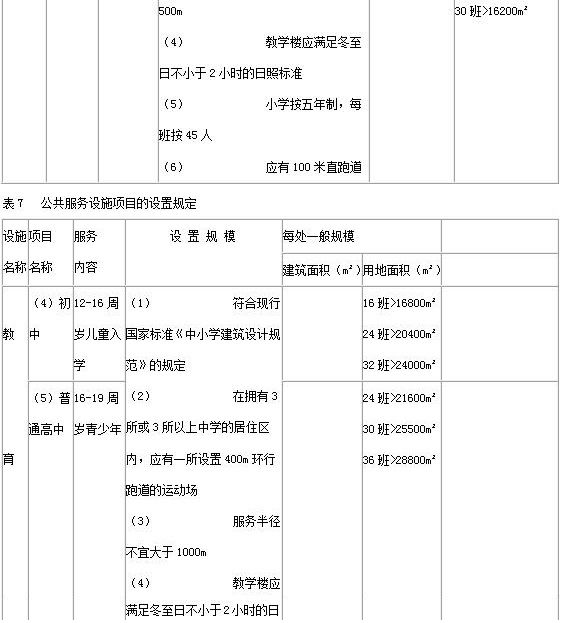 500m
30 班>16200㎡
（4） 教学楼应满足冬至
日不小于 2 小时的日照标准
（5） 小学按五年制，每
班按 45 人
（6） 应有 100 米直跑道
表 7 公共服务设施项目的设置规定
设施 项目 服务 设 置 规 模 每处一般规模
名称 名称 内容 建筑面积（㎡） 用地面积（㎡）
（4）初 12-16 周 （1） 符合现行 16 班>16800㎡
教 中 岁儿童入 国家标准《中小学建筑设计规 24 班>20400㎡
学 范》的规定 32 班>24000㎡
（5）普 16-19 周 （2） 在拥有 3 24 班>21600㎡
通高中 岁青少年 所或 3 所以上中学的居住区 30 班>25500㎡
育 内，应有一所设置 400m 环行 36 班>28800㎡
跑道的运动场
（3） 服务半径
不宜大于 1000m
（4） 教学楼应
满足冬至日不小于 2 小时的日